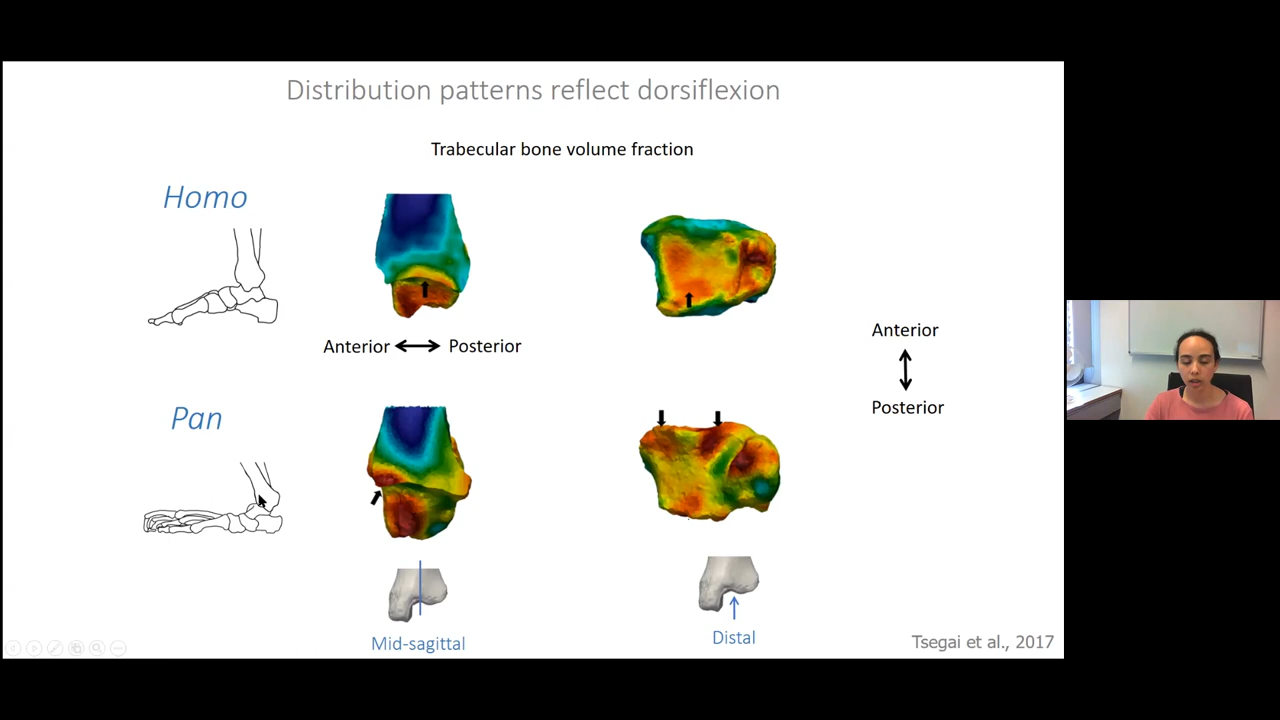 Distribution patterns reflect dorsiflexion
Trabecular bone volume fraction
Homo
Anterior
Posterior
Anterior
Posterior
Pan
Mid-sagittal
Distal
Tsegai et al., 2017